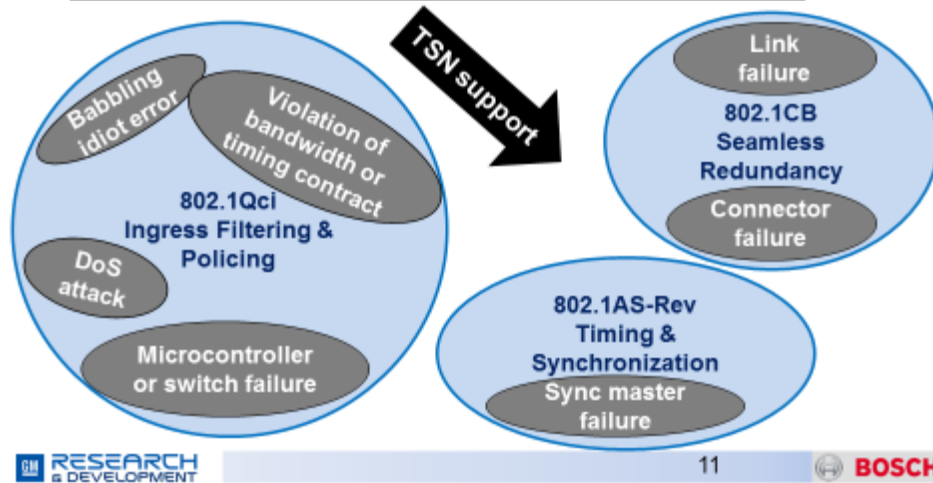 TSN support
Babbling
idiot error
Violation of
bandwidth or
timing contract
802.1Qci
Ingress Filtering &
Policing
DoS
attack
Microcontroller
or switch failure
Link
failure
802.1CB
Seamless
Redundancy
Connector
failure
802.1AS-Rev
Timing &
Synchronization
Sync master
failure
GM RESEARCH
& DEVELOPMENT
11
BOSCH